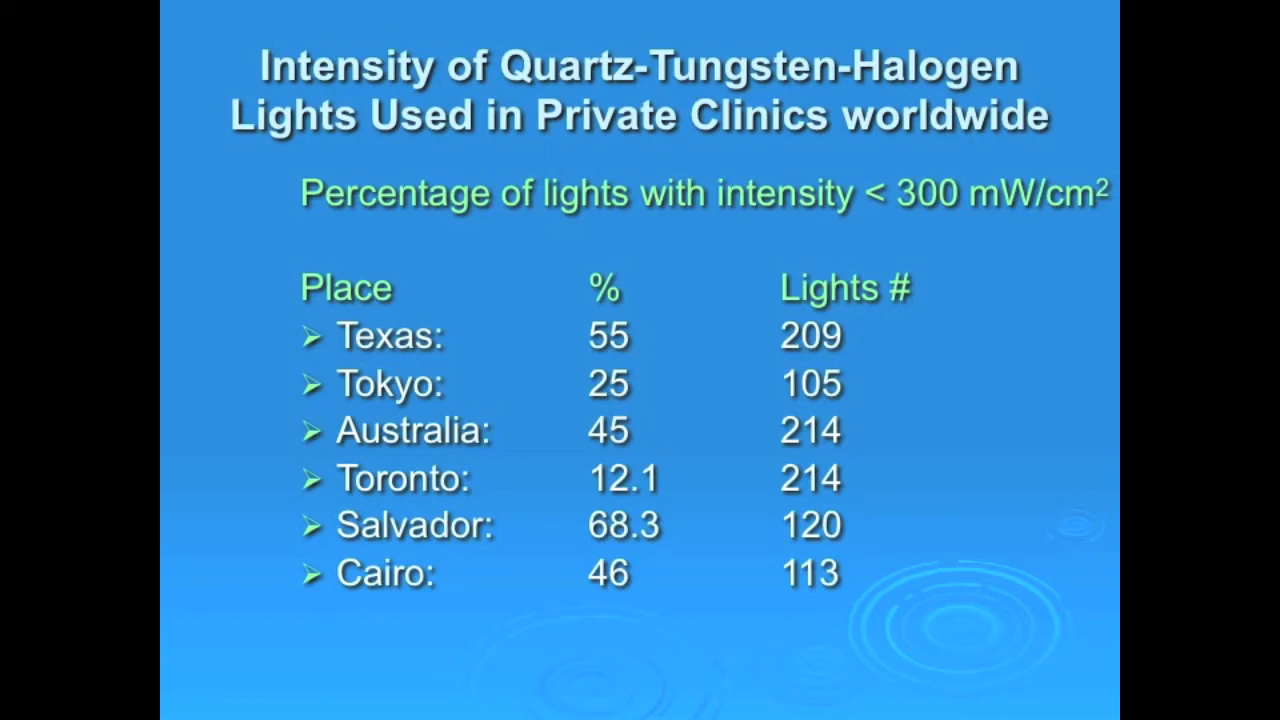 Intensity of Quartz-Tungsten-Halogen
Lights Used in Private Clinics worldwide
Percentage of lights with intensity < 300 mW/cm²
Place % Lights #
Texas: 55 209
Tokyo: 25 105
Australia: 45 214
Toronto: 12.1 214
Salvador: 68.3 120
Cairo: 46 113